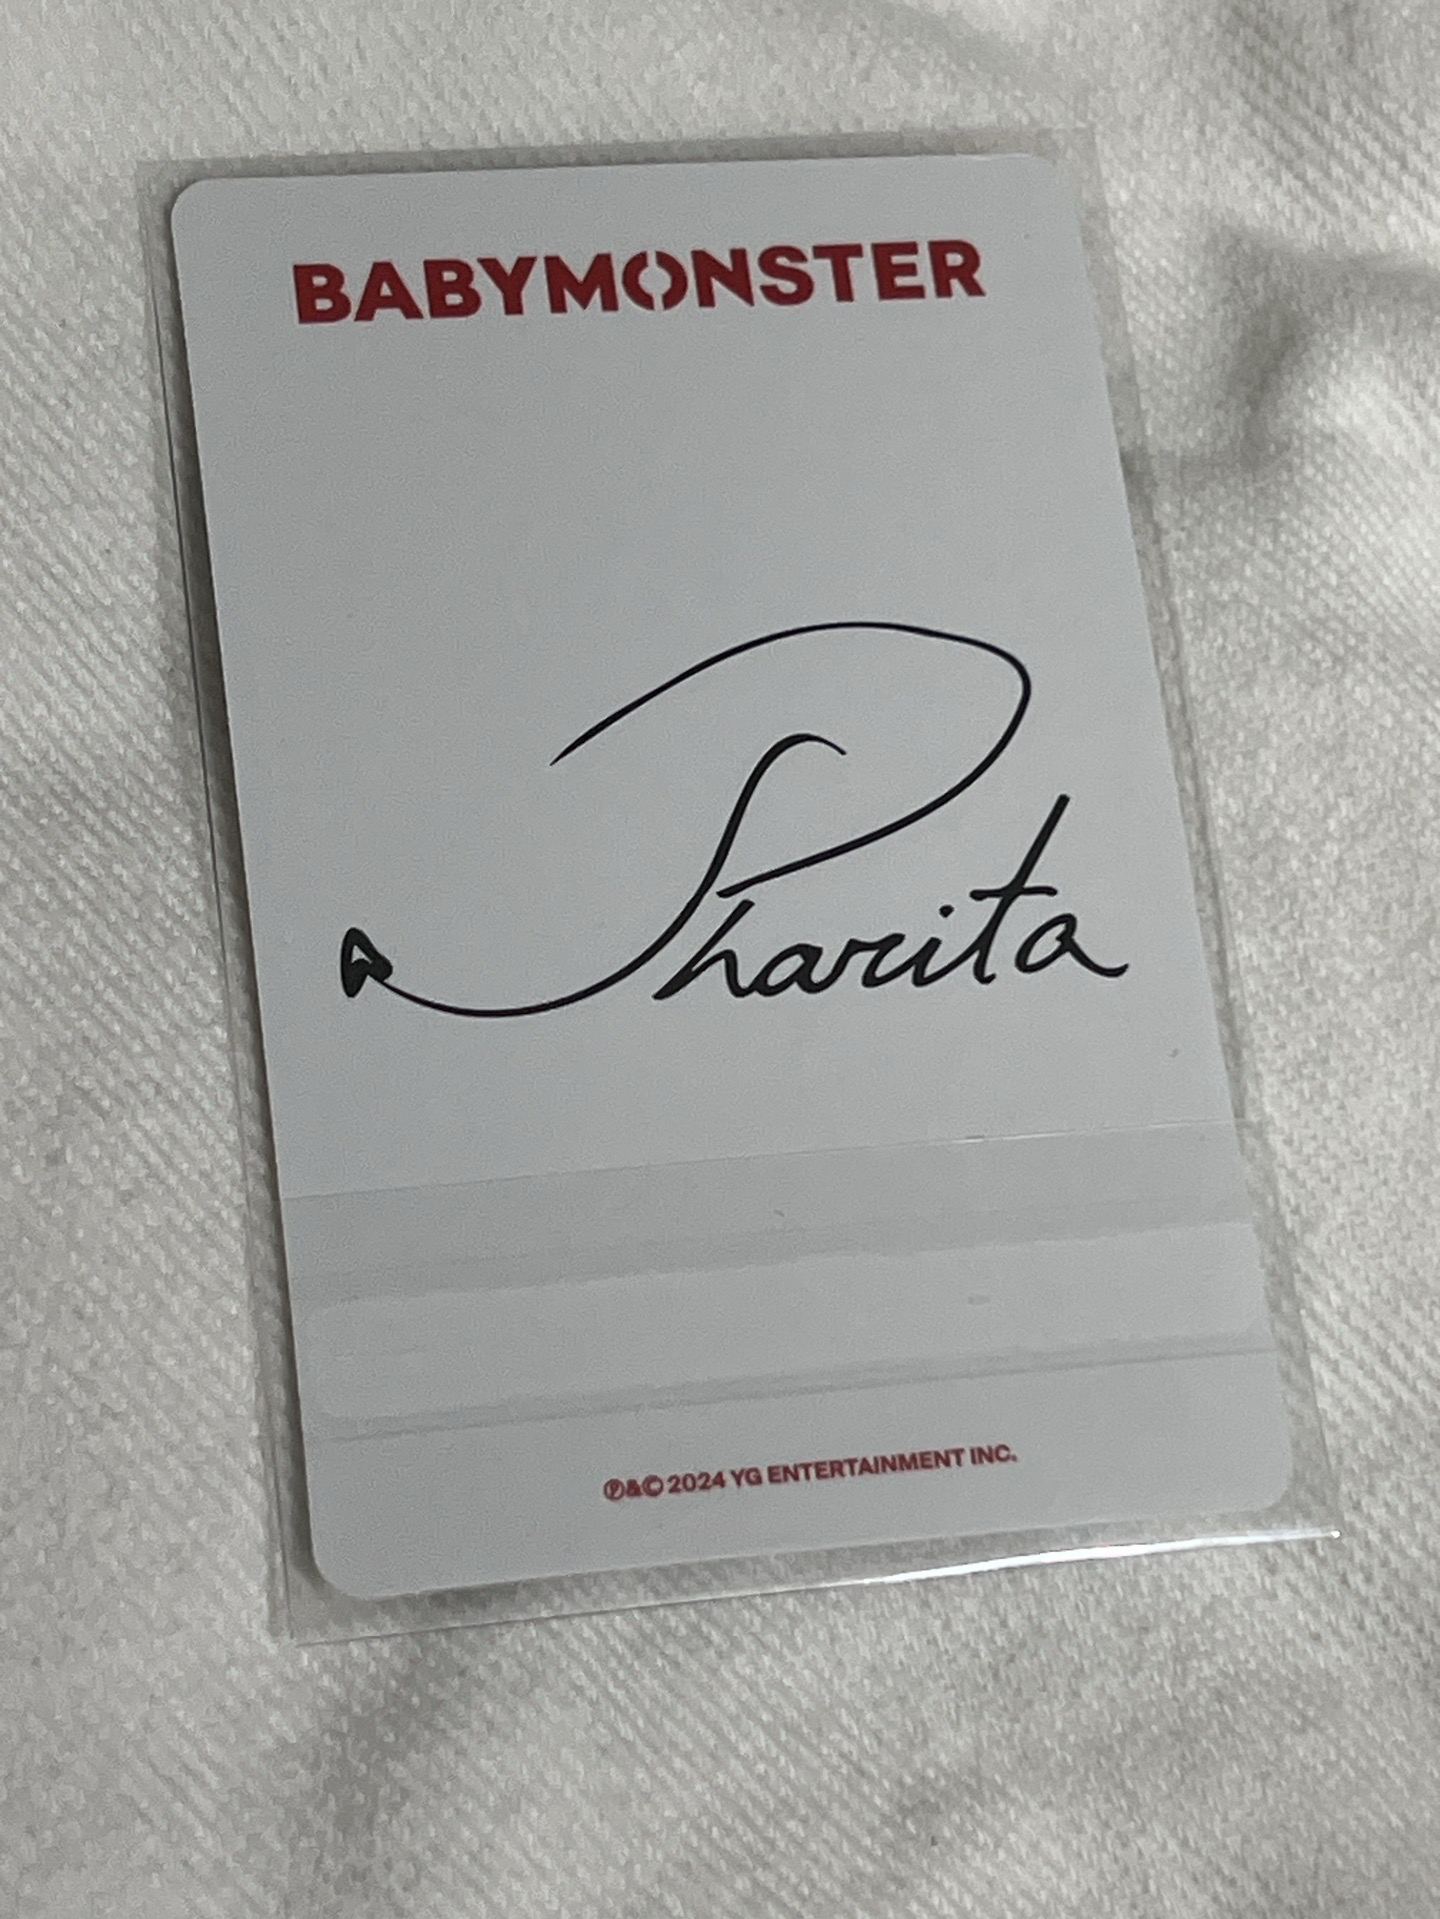 BABYMONSTER
Pharita
℗&© 2024 YG ENTERTAINMENT INC.